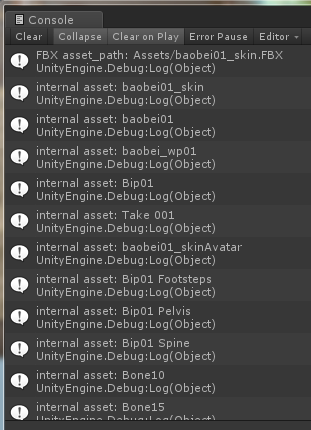 Console
Clear Collapse Clear on Play Error Pause Editor
FBX asset_path: Assets/baobei01_skin.FBX
UnityEngine.Debug:Log(Object)
internal asset: baobei01_skin
UnityEngine.Debug:Log(Object)
internal asset: baobei01
UnityEngine.Debug:Log(Object)
internal asset: baobei_wp01
UnityEngine.Debug:Log(Object)
internal asset: Bip01
UnityEngine.Debug:Log(Object)
internal asset: Take 001
UnityEngine.Debug:Log(Object)
internal asset: baobei01_skinAvatar
UnityEngine.Debug:Log(Object)
internal asset: Bip01 Footsteps
UnityEngine.Debug:Log(Object)
internal asset: Bip01 Pelvis
UnityEngine.Debug:Log(Object)
internal asset: Bip01 Spine
UnityEngine.Debug:Log(Object)
internal asset: Bone10
UnityEngine.Debug:Log(Object)
internal asset: Bone15
UnityEngine.Debug:Log(Object)